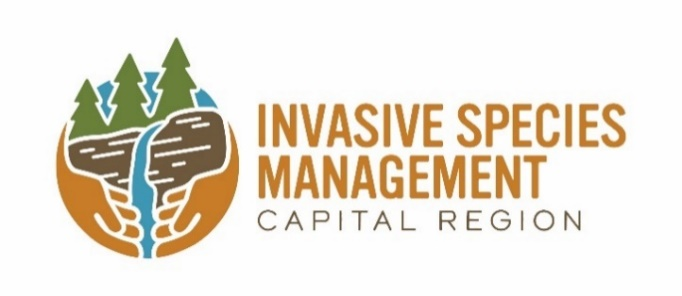 INVASIVE SPECIES
MANAGEMENT
CAPITAL REGION